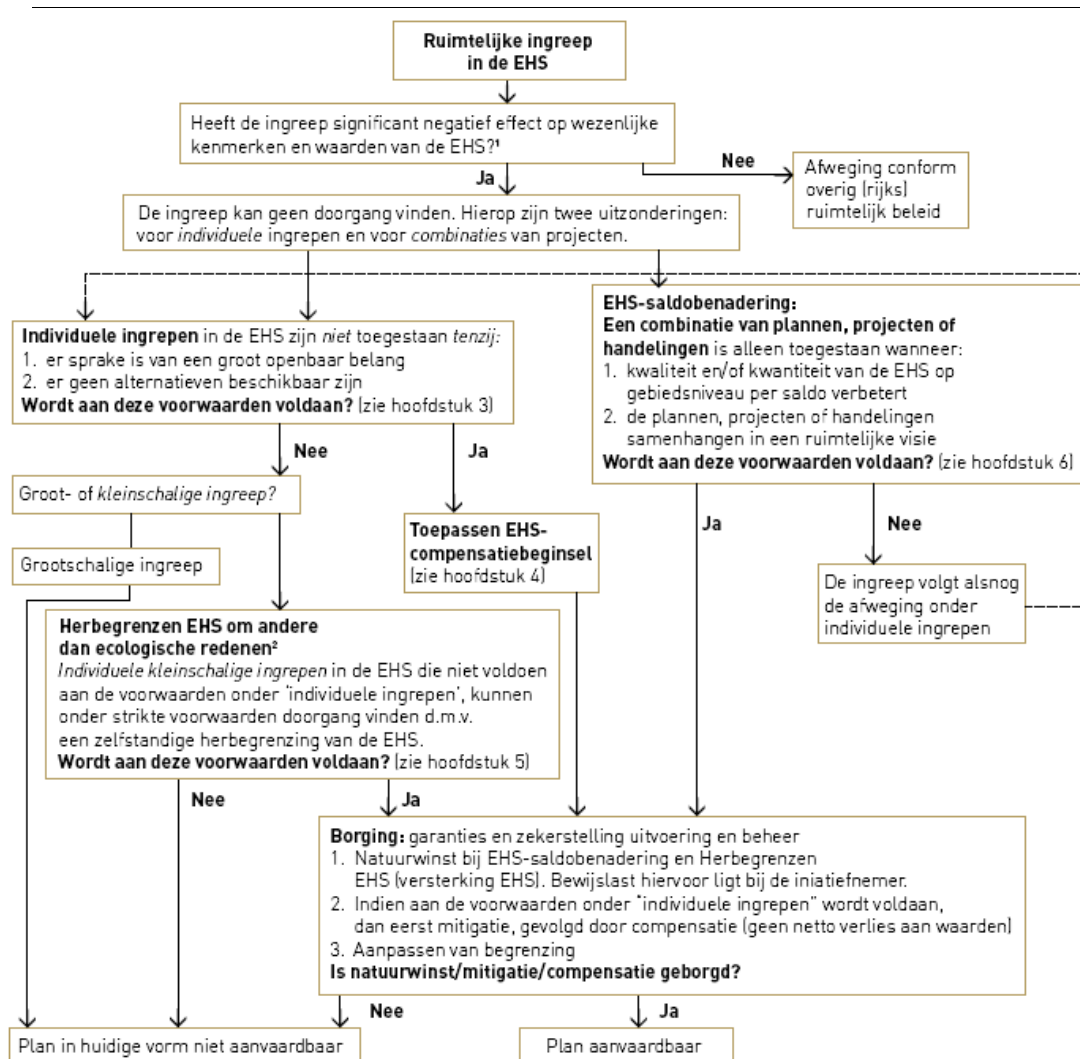 Ruimtelijke ingreep
in de EHS
Heeft de ingreep significant negatief effect op wezenlijke
kenmerken en waarden van de EHS?¹
Nee
Ja
Afweging conform
overig (rijks)
ruimtelijk beleid
De ingreep kan geen doorgang vinden. Hierop zijn twee uitzonderingen:
voor individuele ingrepen en voor combinaties van projecten.
Individuele ingrepen in de EHS zijn niet toegestaan tenzij:
1. er sprake is van een groot openbaar belang
2. er geen alternatieven beschikbaar zijn
Wordt aan deze voorwaarden voldaan? (zie hoofdstuk 3)
EHS-saldobenadering:
Een combinatie van plannen, projecten of
handelingen is alleen toegestaan wanneer:
1. kwaliteit en/of kwantiteit van de EHS op
gebiedsniveau per saldo verbetert
2. de plannen, projecten of handelingen
samenhangen in een ruimtelijke visie
Wordt aan deze voorwaarden voldaan? (zie hoofdstuk 6)
Nee
Ja
Groot- of kleinschalige ingreep?
Grootschalige ingreep
Toepassen EHS-
compensatiebeginsel
(zie hoofdstuk 4)
Ja
Nee
De ingreep volgt alsnog
de afweging onder
individuele ingrepen
Herbegrenzen EHS om andere
dan ecologische redenen²
Individuele kleinschalige ingrepen in de EHS die niet voldoen
aan de voorwaarden onder 'individuele ingrepen', kunnen
onder strikte voorwaarden doorgang vinden d.m.v.
een zelfstandige herbegrenzing van de EHS.
Wordt aan deze voorwaarden voldaan? (zie hoofdstuk 5)
Nee
Ja
Borging: garanties en zekerstelling uitvoering en beheer
1. Natuurwinst bij EHS-saldobenadering en Herbegrenzen
EHS (versterking EHS). Bewijslast hiervoor ligt bij de iniatiefnemer.
2. Indien aan de voorwaarden onder "individuele ingrepen" wordt voldaan,
dan eerst mitigatie, gevolgd door compensatie (geen netto verlies aan waarden)
3. Aanpassen van begrenzing
Is natuurwinst/mitigatie/compensatie geborgd?
Nee
Ja
Plan in huidige vorm niet aanvaardbaar
Plan aanvaardbaar